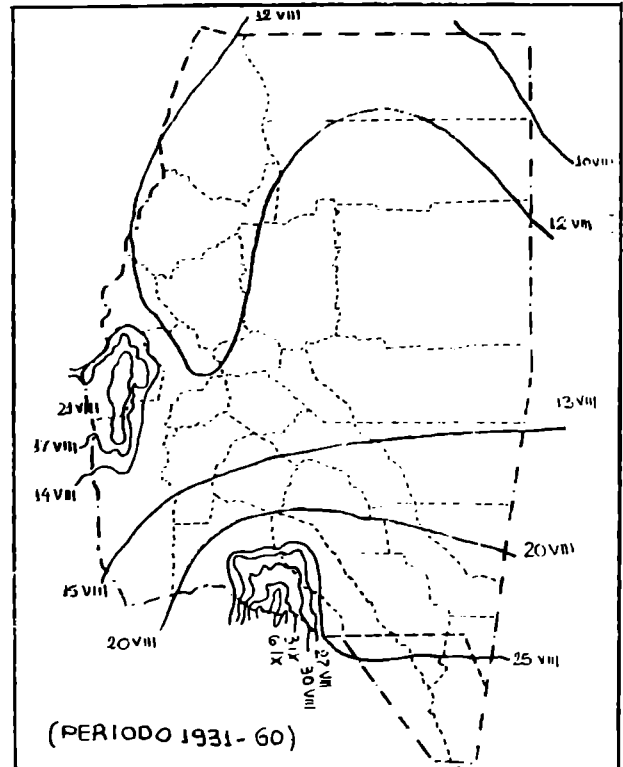 12 VIII
10 VIII
12 VIII
21 VIII
17 VIII
14 VIII
13 VIII
15 VIII
20 VIII
20 VIII
25 VIII
27 VIII
30 VIII
3 IX
6 IX
(PERIODO 1931-60)